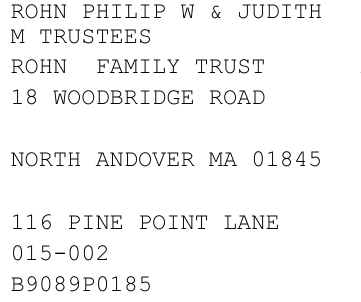 ROHN PHILIP W & JUDITH
M TRUSTEES
ROHN  FAMILY TRUST
18 WOODBRIDGE ROAD
NORTH ANDOVER MA 01845
116 PINE POINT LANE
015-002
B9089P0185